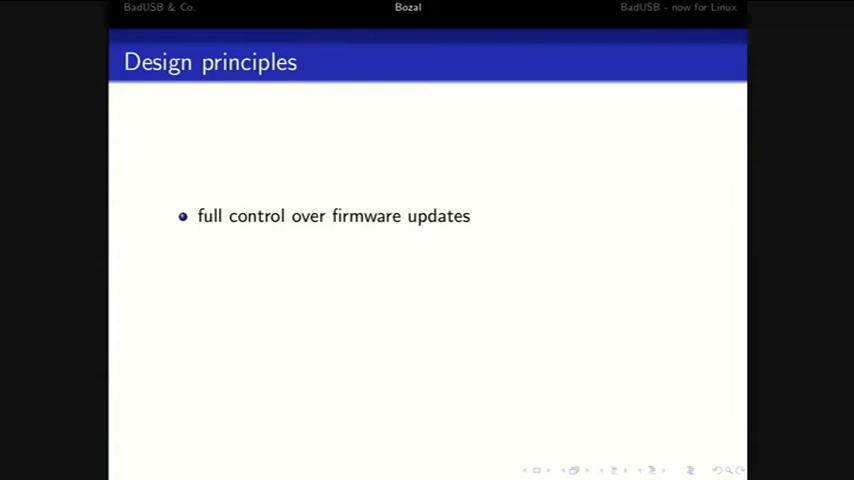 BadUSB & Co.
Bozal
BadUSB - now for Linux
Design principles
full control over firmware updates